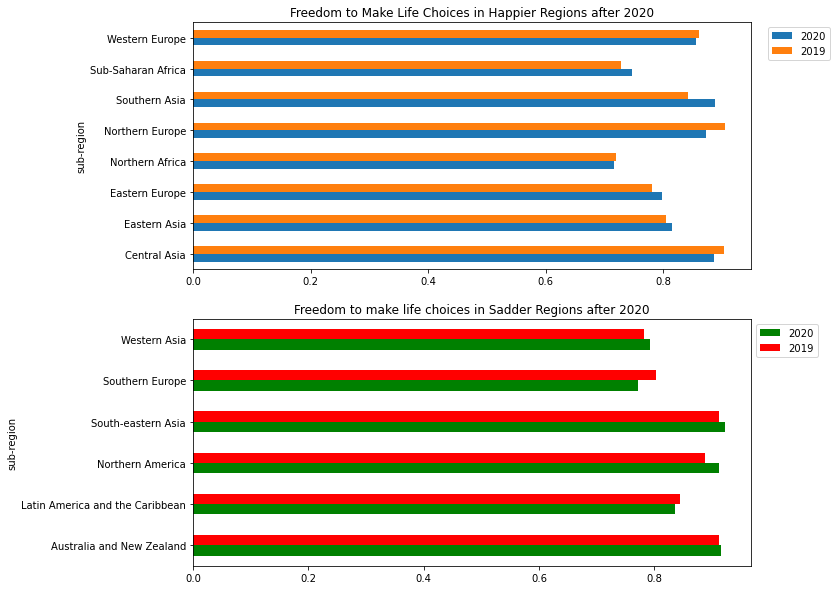 Freedom to Make Life Choices in Happier Regions after 2020
2020
2019
sub-region
Western Europe
Sub-Saharan Africa
Southern Asia
Northern Europe
Northern Africa
Eastern Europe
Eastern Asia
Central Asia
0.0 0.2 0.4 0.6 0.8
Freedom to make life choices in Sadder Regions after 2020
2020
2019
sub-region
Western Asia
Southern Europe
South-eastern Asia
Northern America
Latin America and the Caribbean
Australia and New Zealand
0.0 0.2 0.4 0.6 0.8